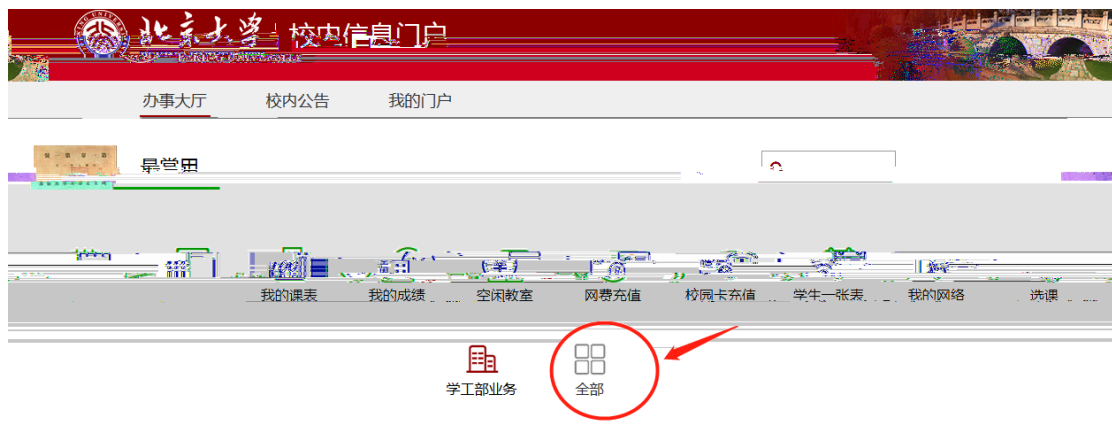 北京大学 校内信息门户
办事大厅 校内公告 我的门户
最常用
我的课表 我的成绩 空闲教室 网费充值 校园卡充值 学生一张表 我的网络 选课
学工部业务 全部